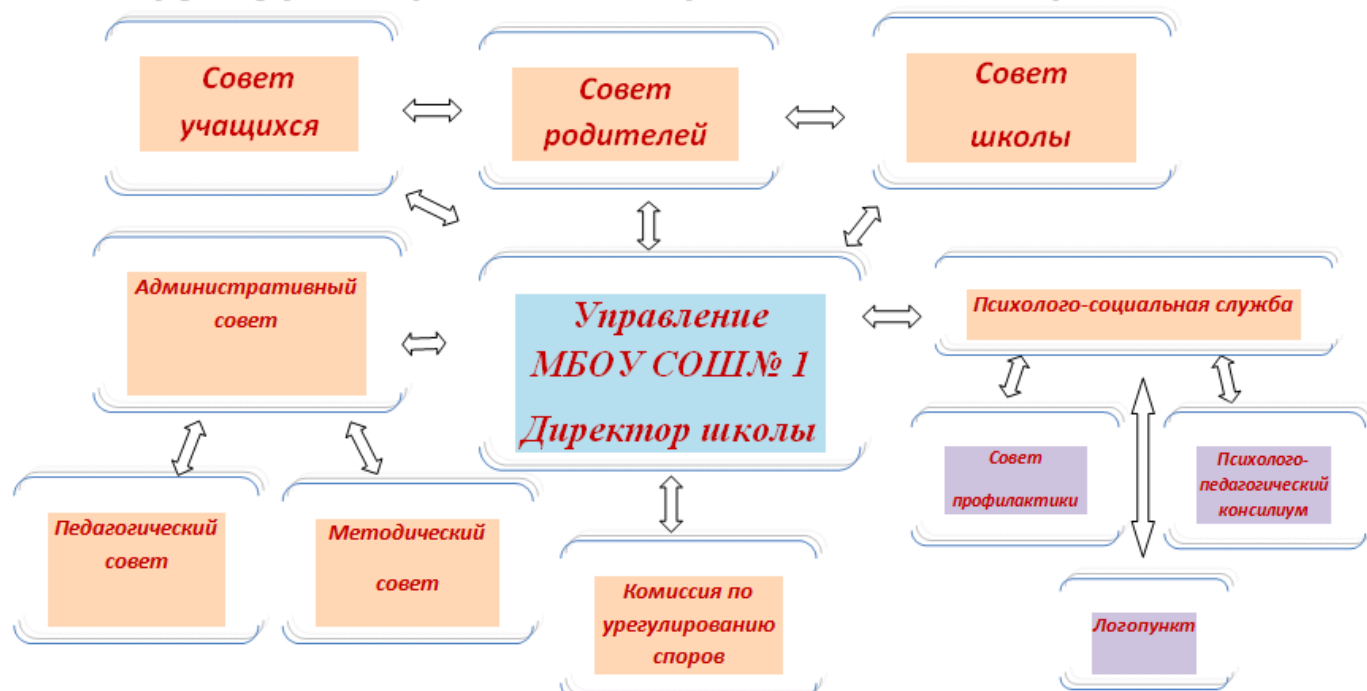 Совет
учащихся
Совет
родителей
Совет
школы
Административный
совет
Управление
МБОУ СОШ№ 1
Директор школы
Психолого-социальная служба
Совет
профилактики
Психолого-
педагогический
консилиум
Педагогический
совет
Методический
совет
Комиссия по
урегулированию
споров
Логопункт